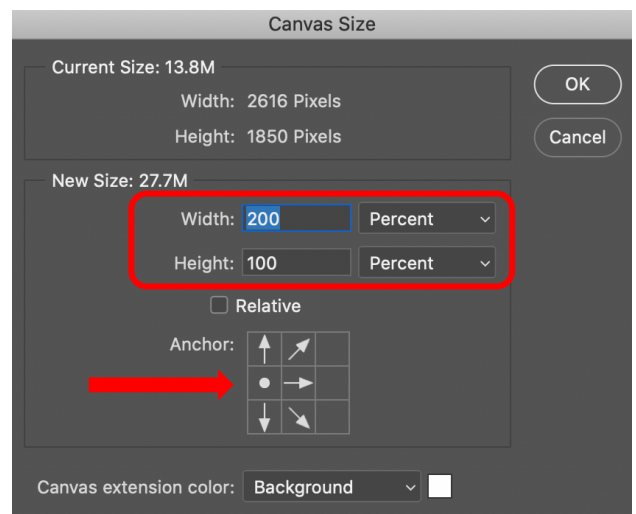 Canvas Size
Current Size: 13.8M
Width: 2616 Pixels
Height: 1850 Pixels
OK
Cancel
New Size: 27.7M
Width: 200 Percent
Height: 100 Percent
Relative
Anchor:
Canvas extension color: Background